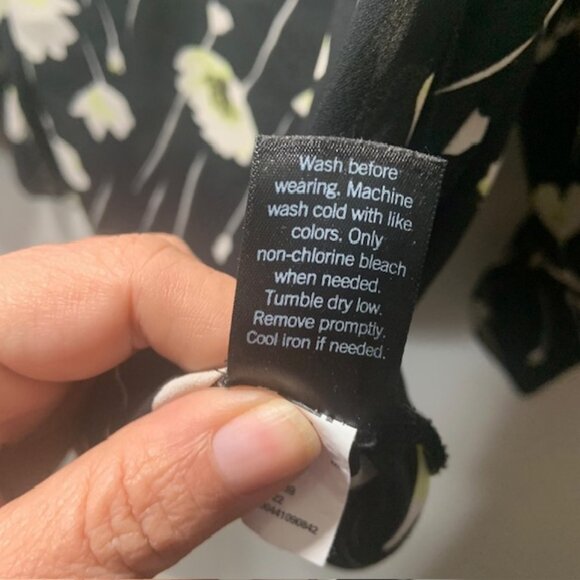 Wash before
wearing. Machine
wash cold with like
colors. Only
non-chlorine bleach
when needed.
Tumble dry low.
Remove promptly.
Cool iron if needed.
22